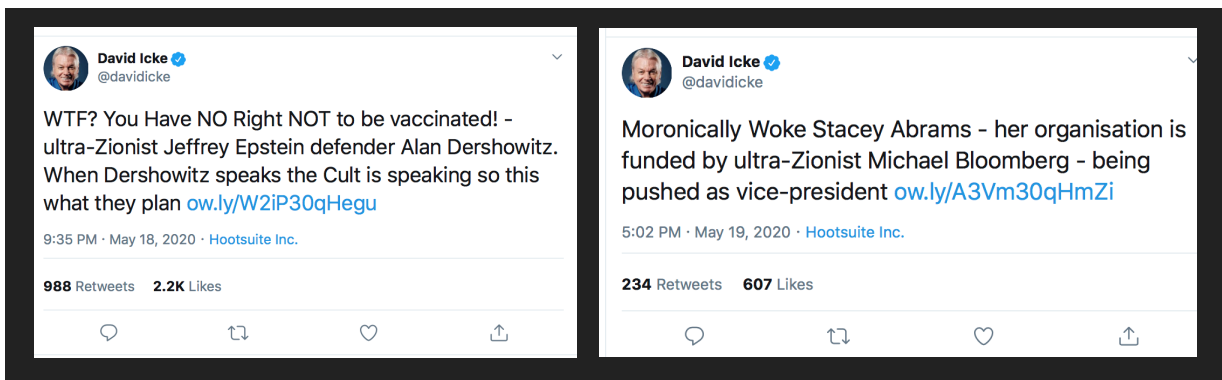 David Icke
@davidicke
WTF? You Have NO Right NOT to be vaccinated! -
ultra-Zionist Jeffrey Epstein defender Alan Dershowitz.
When Dershowitz speaks the Cult is speaking so this
what they plan ow.ly/W2iP30qHegu
9:35 PM · May 18, 2020 · Hootsuite Inc.
988 Retweets 2.2K Likes
David Icke
@davidicke
Moronically Woke Stacey Abrams - her organisation is
funded by ultra-Zionist Michael Bloomberg - being
pushed as vice-president ow.ly/A3Vm30qHmZi
5:02 PM · May 19, 2020 · Hootsuite Inc.
234 Retweets 607 Likes